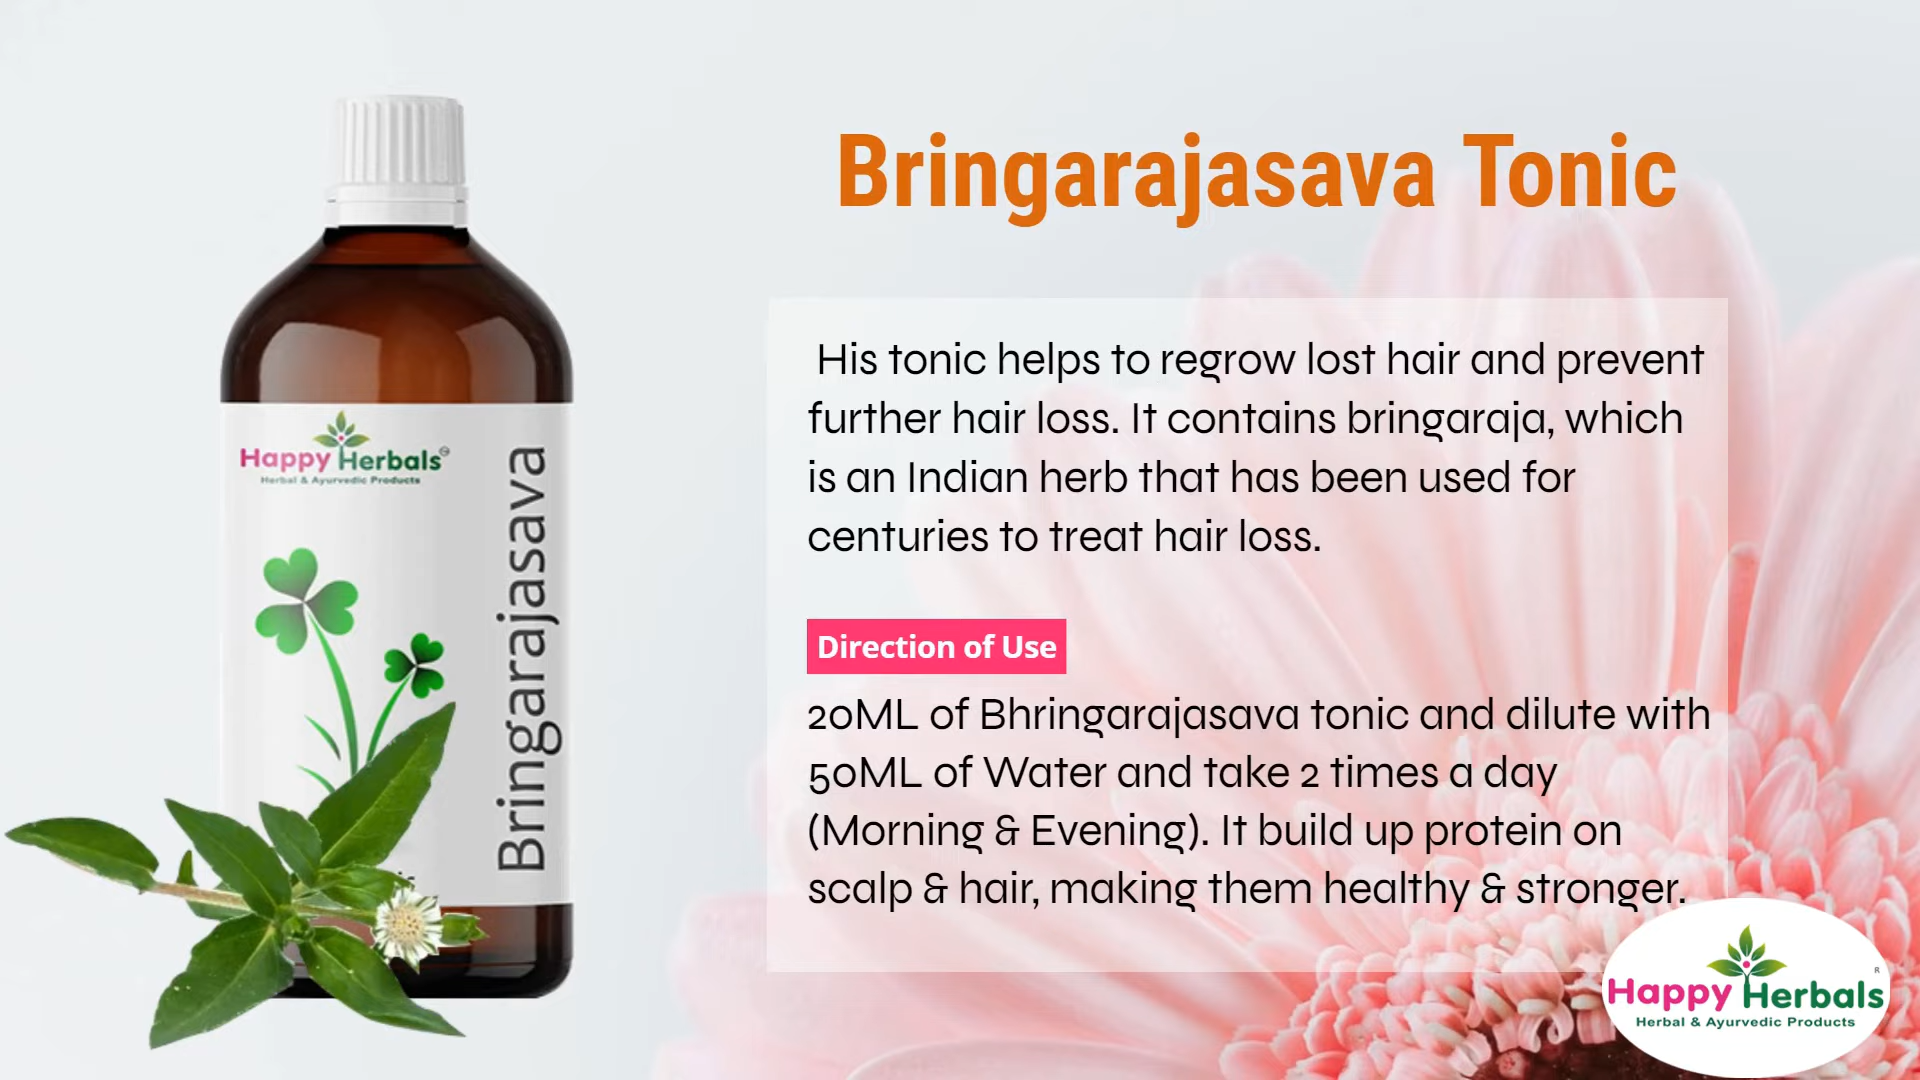 Bringarajasava Tonic
Happy Herbals
Herbal & Ayurvedic Products
Bringarajasava
His tonic helps to regrow lost hair and prevent
further hair loss. It contains bringaraja, which
is an Indian herb that has been used for
centuries to treat hair loss.
Direction of Use
20ML of Bhringarajasava tonic and dilute with
50ML of Water and take 2 times a day
(Morning & Evening). It build up protein on
scalp & hair, making them healthy & stronger.
Happy Herbals ®
Herbal & Ayurvedic Products